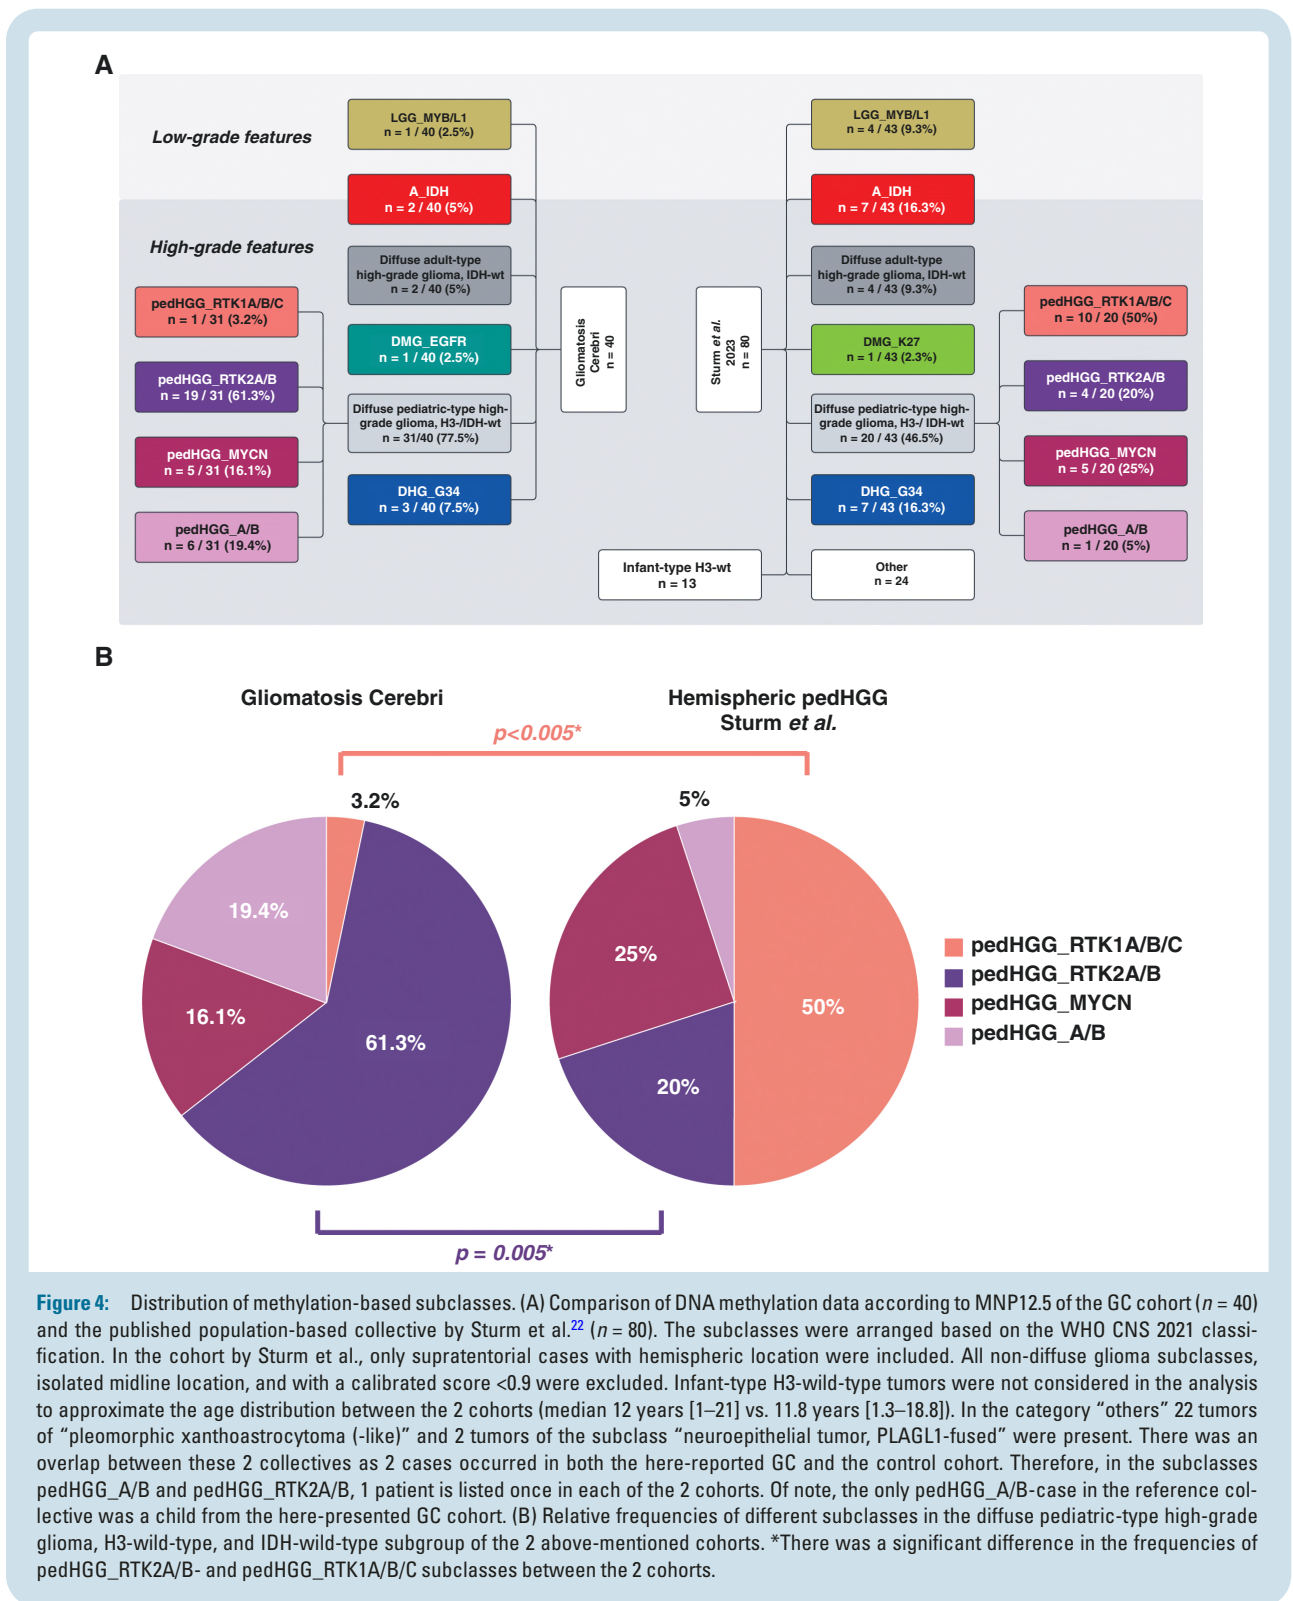 A
Low-grade features
High-grade features
LGG_MYB/L1
n = 1 / 40 (2.5%)
A_IDH
n = 2 / 40 (5%)
Diffuse adult-type
high-grade glioma, IDH-wt
n = 2 / 40 (5%)
DMG_EGFR
n = 1 / 40 (2.5%)
Diffuse pediatric-type high-
grade glioma, H3-/IDH-wt
n = 31/40 (77.5%)
DHG_G34
n = 3 / 40 (7.5%)
pedHGG_RTK1A/B/C
n = 1 / 31 (3.2%)
pedHGG_RTK2A/B
n = 19 / 31 (61.3%)
pedHGG_MYCN
n = 5 / 31 (16.1%)
pedHGG_A/B
n = 6 / 31 (19.4%)
Gliomatosis
Cerebri
n = 40
Sturm et al.
2023
n = 80
LGG_MYB/L1
n = 4 / 43 (9.3%)
A_IDH
n = 7 / 43 (16.3%)
Diffuse adult-type
high-grade glioma, IDH-wt
n = 4 / 43 (9.3%)
DMG_K27
n = 1 / 43 (2.3%)
Diffuse pediatric-type high-
grade glioma, H3-/ IDH-wt
n = 20 / 43 (46.5%)
DHG_G34
n = 7 / 43 (16.3%)
Infant-type H3-wt
n = 13
Other
n = 24
pedHGG_RTK1A/B/C
n = 10 / 20 (50%)
pedHGG_RTK2A/B
n = 4 / 20 (20%)
pedHGG_MYCN
n = 5 / 20 (25%)
pedHGG_A/B
n = 1 / 20 (5%)
B
Gliomatosis Cerebri
Hemispheric pedHGG
Sturm et al.
p<0.005*
3.2%
5%
19.4%
16.1%
61.3%
25%
20%
50%
pedHGG_RTK1A/B/C
pedHGG_RTK2A/B
pedHGG_MYCN
pedHGG_A/B
p = 0.005*
Figure 4: Distribution of methylation-based subclasses. (A) Comparison of DNA methylation data according to MNP12.5 of the GC cohort (n = 40)
and the published population-based collective by Sturm et al.22 (n = 80). The subclasses were arranged based on the WHO CNS 2021 classi-
fication. In the cohort by Sturm et al., only supratentorial cases with hemispheric location were included. All non-diffuse glioma subclasses,
isolated midline location, and with a calibrated score <0.9 were excluded. Infant-type H3-wild-type tumors were not considered in the analysis
to approximate the age distribution between the 2 cohorts (median 12 years [1–21] vs. 11.8 years [1.3–18.8]). In the category “others” 22 tumors
of “pleomorphic xanthoastrocytoma (-like)” and 2 tumors of the subclass “neuroepithelial tumor, PLAGL1-fused” were present. There was an
overlap between these 2 collectives as 2 cases occurred in both the here-reported GC and the control cohort. Therefore, in the subclasses
pedHGG_A/B and pedHGG_RTK2A/B, 1 patient is listed once in each of the 2 cohorts. Of note, the only pedHGG_A/B-case in the reference col-
lective was a child from the here-presented GC cohort. (B) Relative frequencies of different subclasses in the diffuse pediatric-type high-grade
glioma, H3-wild-type, and IDH-wild-type subgroup of the 2 above-mentioned cohorts. *There was a significant difference in the frequencies of
pedHGG_RTK2A/B- and pedHGG_RTK1A/B/C subclasses between the 2 cohorts.